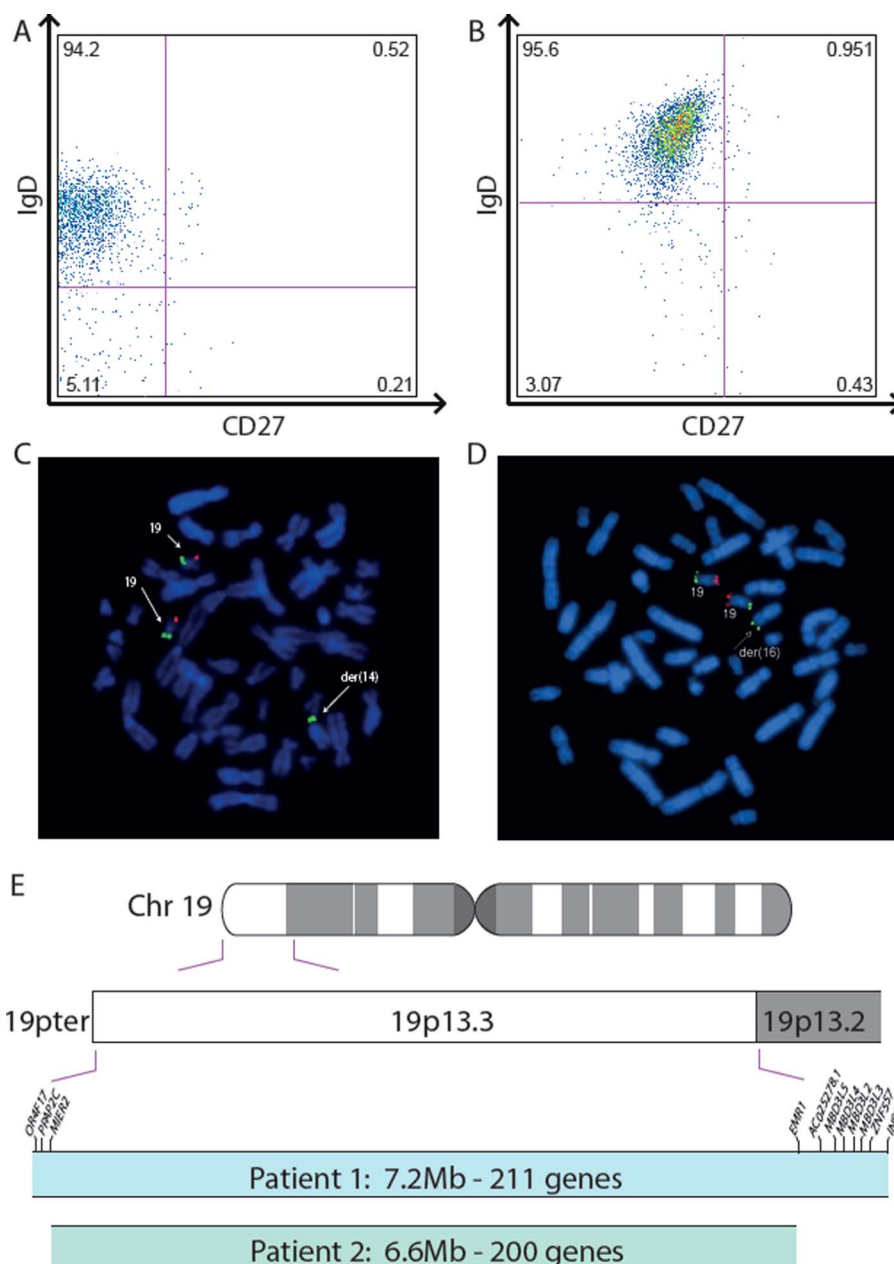 A
94.2
0.52
IgD
5.11
0.21
CD27
B
95.6
0.951
IgD
3.07
0.43
CD27
C
19
19
der(14)
D
19
19
der(16)
E
Chr 19
19pter
19p13.3
19p13.2
OR4F17
PPAP2C
MIER2
EMR1
AC025278.1
MBD3L5
MBD3L4
MBD3L2
MBD3L3
ZNF557
Patient 1: 7.2Mb - 211 genes
Patient 2: 6.6Mb - 200 genes